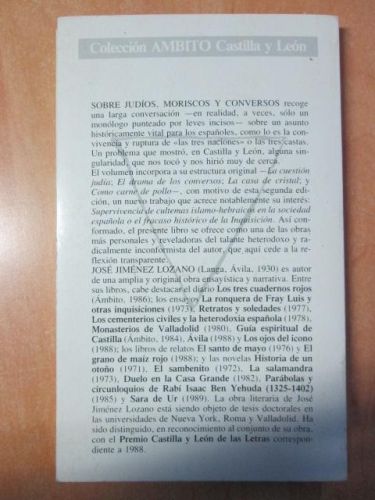 Colección AMBITO Castilla y León
SOBRE JUDÍOS, MORISCOS Y CONVERSOS recoge
una larga conversación —en realidad, a veces, sólo un
monólogo punteado por leves incisos— sobre un asunto
históricamente vital para los españoles, como lo es la con-
vivencia y ruptura de «las tres naciones» o las tres castas.
Un problema que mostró, en Castilla y León, alguna sin-
gularidad, que nos tocó y nos hirió muy de cerca.
El volumen incorpora a su estructura original —La cuestión
judía; El drama de los conversos; La casa de cristal; y
Como carne de pollo—, con motivo de esta segunda edi-
ción, un nuevo trabajo que acrece notablemente su interés:
Supervivencia de cultemas islamo-hebraicos en la sociedad
española o el fracaso histórico de la Inquisición. Así con-
formado, el presente libro se ofrece como una de las obras
más personales y reveladoras del talante heterodoxo y ra-
dicalmente inconformista del autor, que aquí cede a la re-
flexión transparente.
JOSÉ JIMÉNEZ LOZANO (Langa, Ávila, 1930) es autor
de una amplia y original obra ensayística y narrativa. Entre
sus libros, cabe destacar el diario Los tres cuadernos rojos
(Ámbito, 1986); los ensayos La ronquera de Fray Luis y
otras inquisiciones (1973), Retratos y soledades (1977),
Los cementerios civiles y la heterodoxia española (1978),
Monasterios de Valladolid (1980), Guía espiritual de
Castilla (Ámbito, 1984), Ávila (1988) y Los ojos del icono
(1988); los libros de relatos El santo de mayo (1976) y El
grano de maíz rojo (1988); y las novelas Historia de un
otoño (1971), El sambenito (1972), La salamandra
(1973), Duelo en la Casa Grande (1982), Parábolas y
circunloquios de Rabí Isaac Ben Yehuda (1325-1402)
(1985) y Sara de Ur (1989). La obra literaria de José
Jiménez Lozano está siendo objeto de tesis doctorales en
las universidades de Nueva York, Roma y Valladolid. Ha
sido distinguido, en reconocimiento al conjunto de su obra,
con el Premio Castilla y León de las Letras correspon-
diente a 1988.